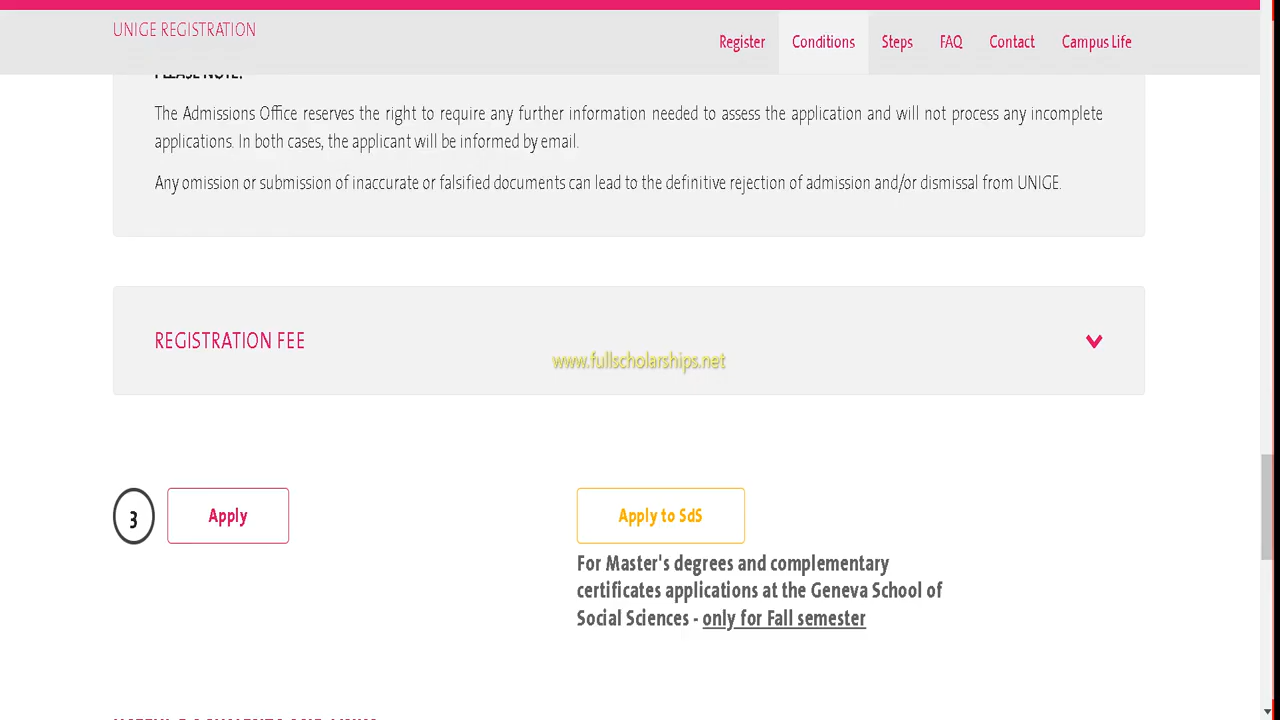 UNIGE REGISTRATION
Register Conditions Steps FAQ Contact Campus Life
PLEASE NOTE:
The Admissions Office reserves the right to require any further information needed to assess the application and will not process any incomplete
applications. In both cases, the applicant will be informed by email.
Any omission or submission of inaccurate or falsified documents can lead to the definitive rejection of admission and/or dismissal from UNIGE.
REGISTRATION FEE
www.fullscholarships.net
3 Apply
Apply to SdS
For Master's degrees and complementary
certificates applications at the Geneva School of
Social Sciences - only for Fall semester